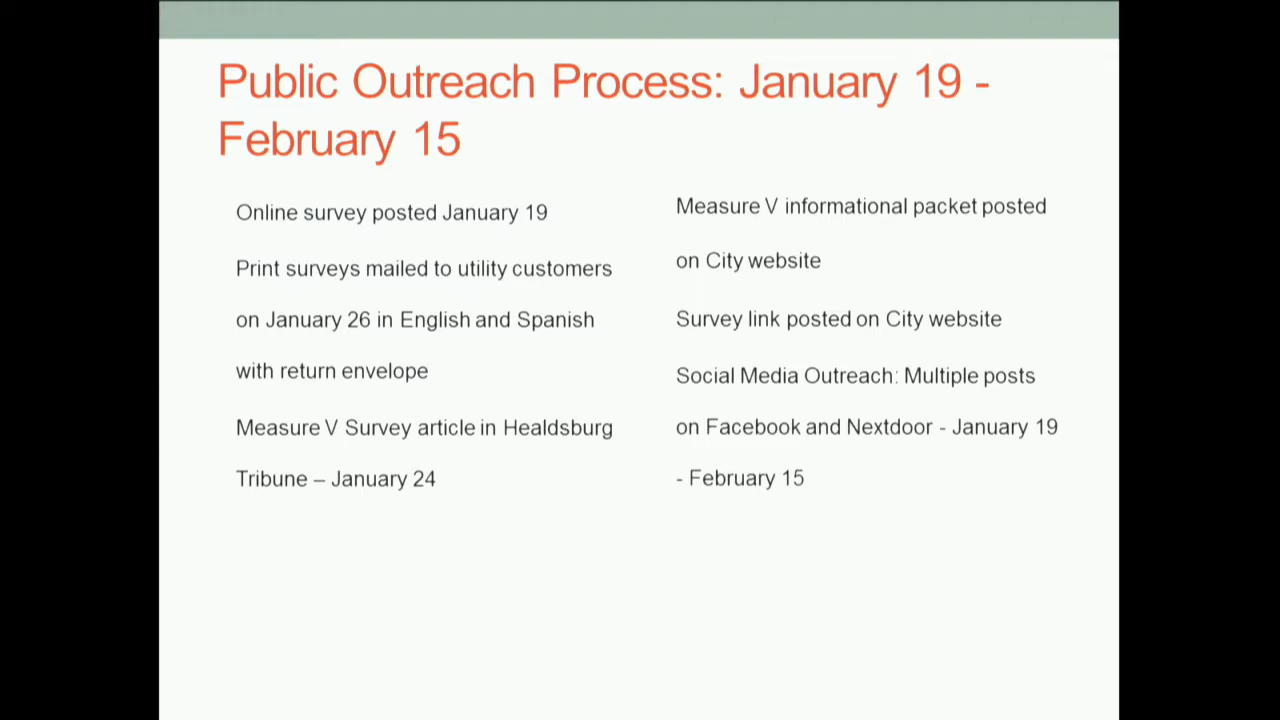 Public Outreach Process: January 19 -
February 15
Online survey posted January 19
Print surveys mailed to utility customers
on January 26 in English and Spanish
with return envelope
Measure V Survey article in Healdsburg
Tribune – January 24
Measure V informational packet posted
on City website
Survey link posted on City website
Social Media Outreach: Multiple posts
on Facebook and Nextdoor - January 19
- February 15